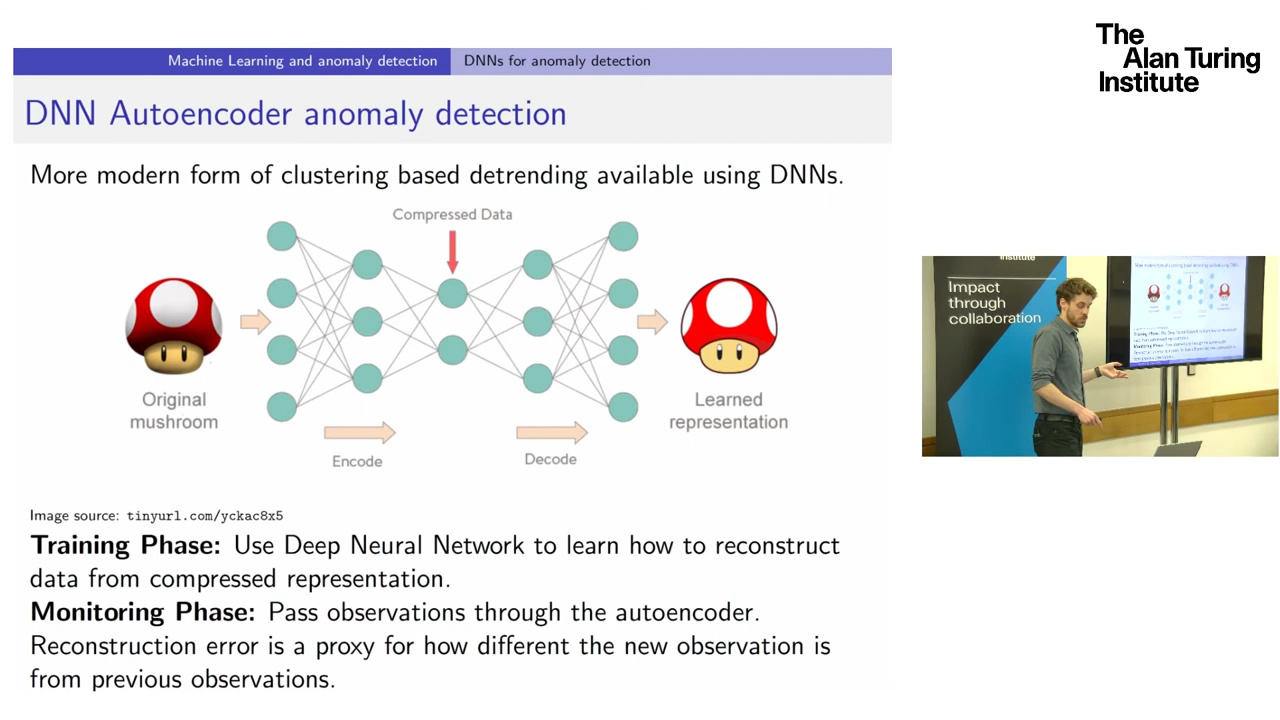 Machine Learning and anomaly detection
DNNs for anomaly detection
The
Alan Turing
Institute
DNN Autoencoder anomaly detection
More modern form of clustering based detrending available using DNNs.
Compressed Data
Original
mushroom
Encode
Decode
Learned
representation
Image source: tinyurl.com/yckac8x5
Training Phase: Use Deep Neural Network to learn how to reconstruct
data from compressed representation.
Monitoring Phase: Pass observations through the autoencoder.
Reconstruction error is a proxy for how different the new observation is
from previous observations.
Institute
Impact
through
collaboration